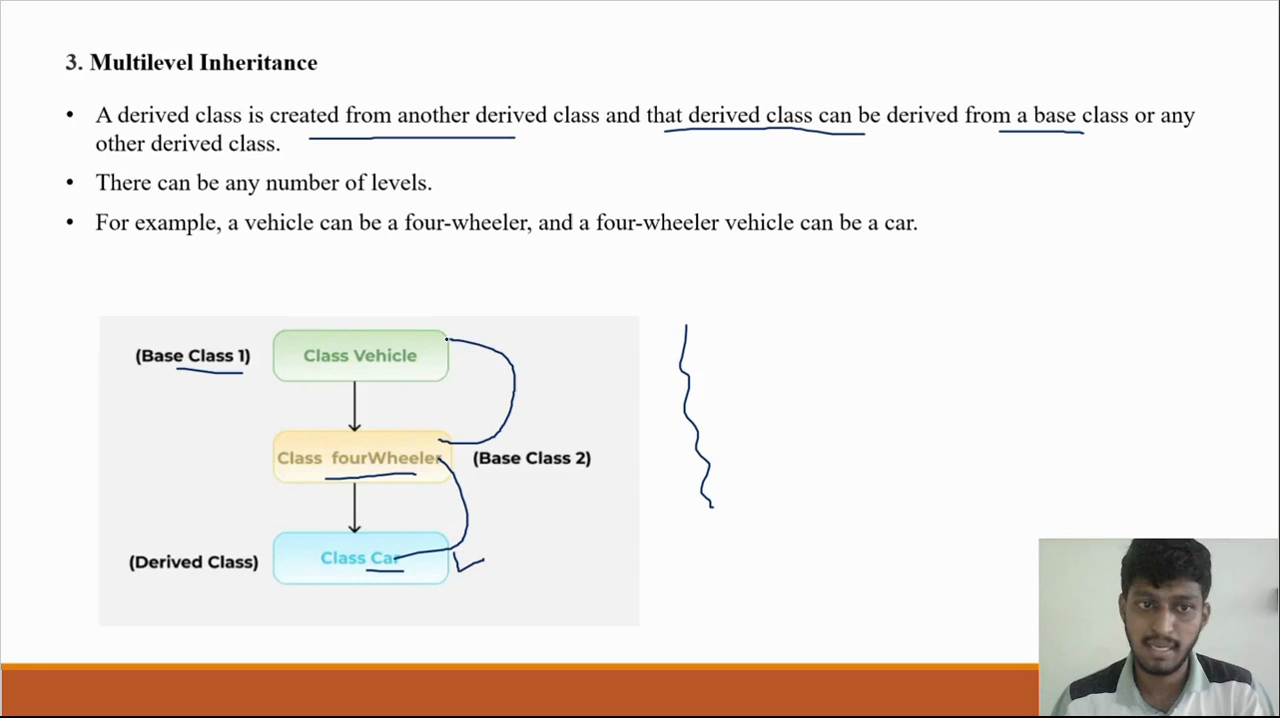 3. Multilevel Inheritance
• A derived class is created from another derived class and that derived class can be derived from a base class or any
other derived class.
• There can be any number of levels.
• For example, a vehicle can be a four-wheeler, and a four-wheeler vehicle can be a car.
(Base Class 1) Class Vehicle
Class fourWheeler (Base Class 2)
(Derived Class) Class Car